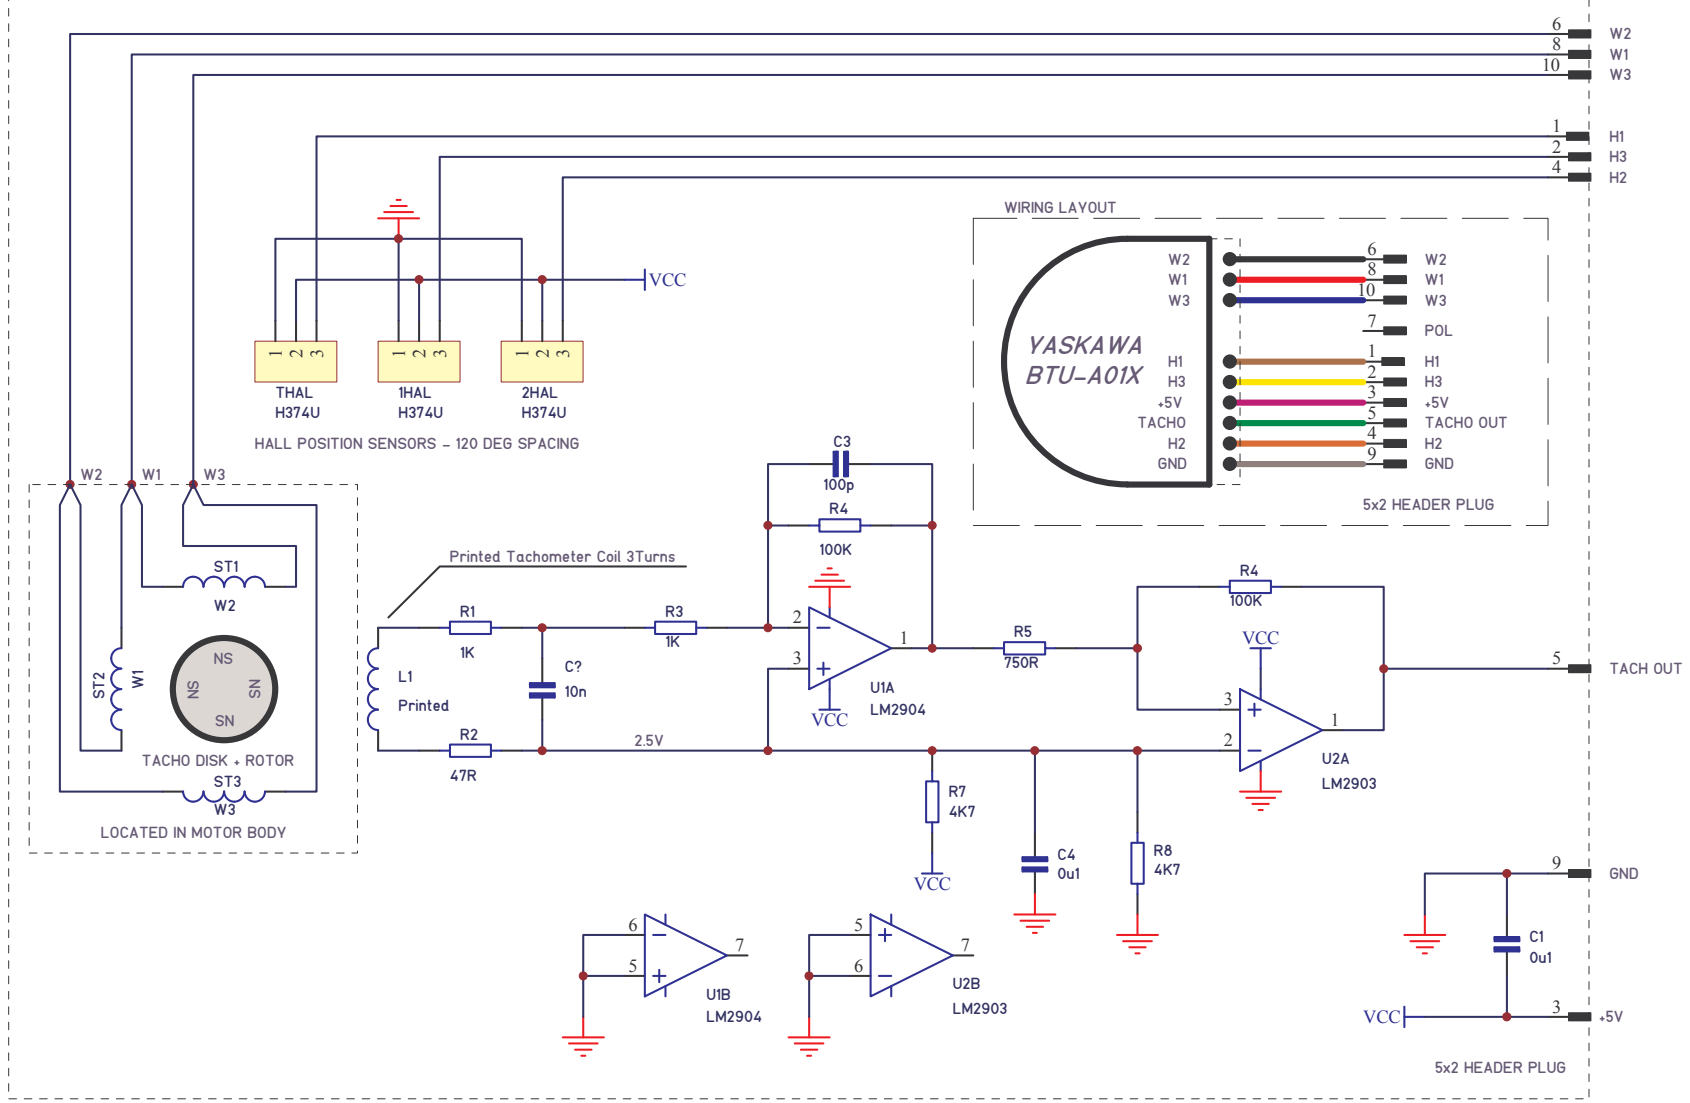 6 W2
8 W1
10 W3
1 H1
2 H3
4 H2
WIRING LAYOUT
W2 6 W2
W1 8 W1
W3 10 W3
7 POL
YASKAWA
BTU-A01X
H1 1 H1
H3 2 H3
+5V 3 +5V
TACHO 5 TACHO OUT
H2 4 H2
GND 9 GND
5x2 HEADER PLUG
VCC
1 2 3
1 2 3
1 2 3
THAL
H374U
1HAL
H374U
2HAL
H374U
HALL POSITION SENSORS - 120 DEG SPACING
W2 W1 W3
ST1
W2
ST2
W1
NS
SN
NS
SN
TACHO DISK + ROTOR
ST3
W3
LOCATED IN MOTOR BODY
Printed Tachometer Coil 3Turns
L1
Printed
R1
1K
R2
47R
C?
10n
R3
1K
C3
100p
R4
100K
2
3
1
U1A
LM2904
VCC
2.5V
R5
750R
R4
100K
VCC
3
2
1
U2A
LM2903
5 TACH OUT
R7
4K7
VCC
C4
0u1
R8
4K7
6
5
7
U1B
LM2904
5
6
7
U2B
LM2903
9 GND
C1
0u1
VCC
3 +5V
5x2 HEADER PLUG